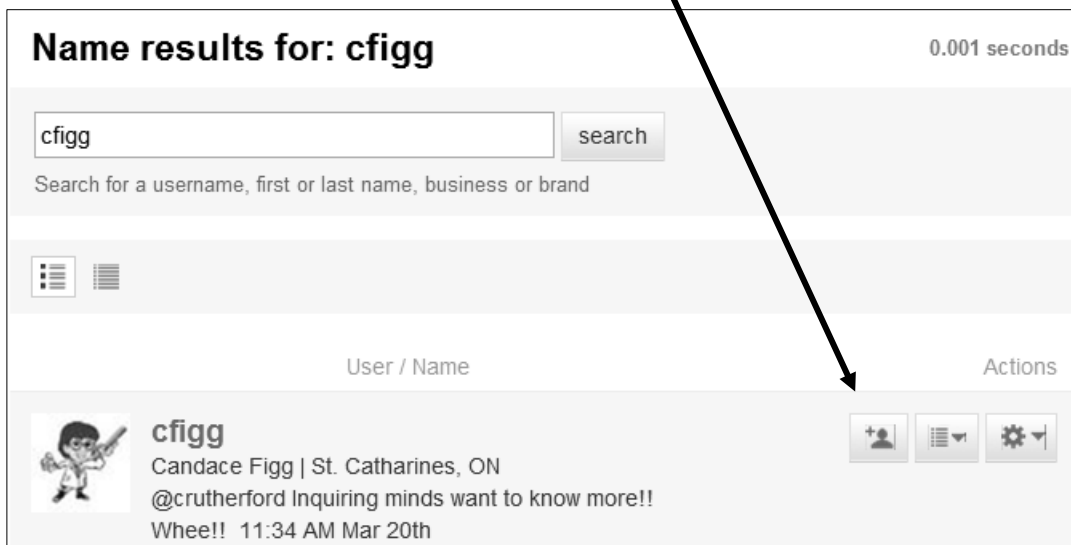 Name results for: cfigg
0.001 seconds
cfigg
search
Search for a username, first or last name, business or brand
User / Name
Actions
cfigg
Candace Figg | St. Catharines, ON
@crutherford Inquiring minds want to know more!!
Whee!! 11:34 AM Mar 20th